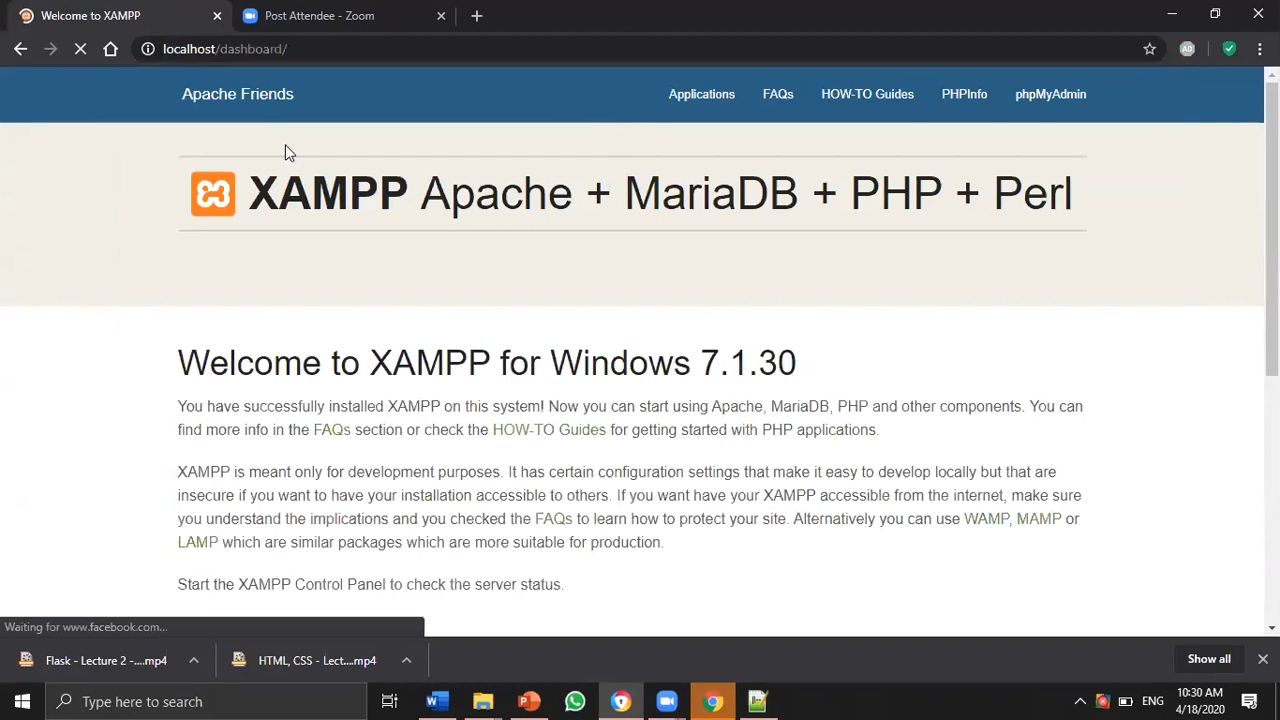 Welcome to XAMPP
Post Attendee - Zoom
localhost/dashboard/
AD
Apache Friends
Applications
FAQs
HOW-TO Guides
PHPInfo
phpMyAdmin
XAMPP Apache + MariaDB + PHP + Perl
Welcome to XAMPP for Windows 7.1.30
You have successfully installed XAMPP on this system! Now you can start using Apache, MariaDB, PHP and other components. You can
find more info in the FAQs section or check the HOW-TO Guides for getting started with PHP applications.
XAMPP is meant only for development purposes. It has certain configuration settings that make it easy to develop locally but that are
insecure if you want to have your installation accessible to others. If you want have your XAMPP accessible from the internet, make sure
you understand the implications and you checked the FAQs to learn how to protect your site. Alternatively you can use WAMP, MAMP or
LAMP which are similar packages which are more suitable for production.
Start the XAMPP Control Panel to check the server status.
Waiting for www.facebook.com...
Flask - Lecture 2 -....mp4
HTML, CSS - Lect....mp4
Show all
Type here to search
ENG
10:30 AM
4/18/2020